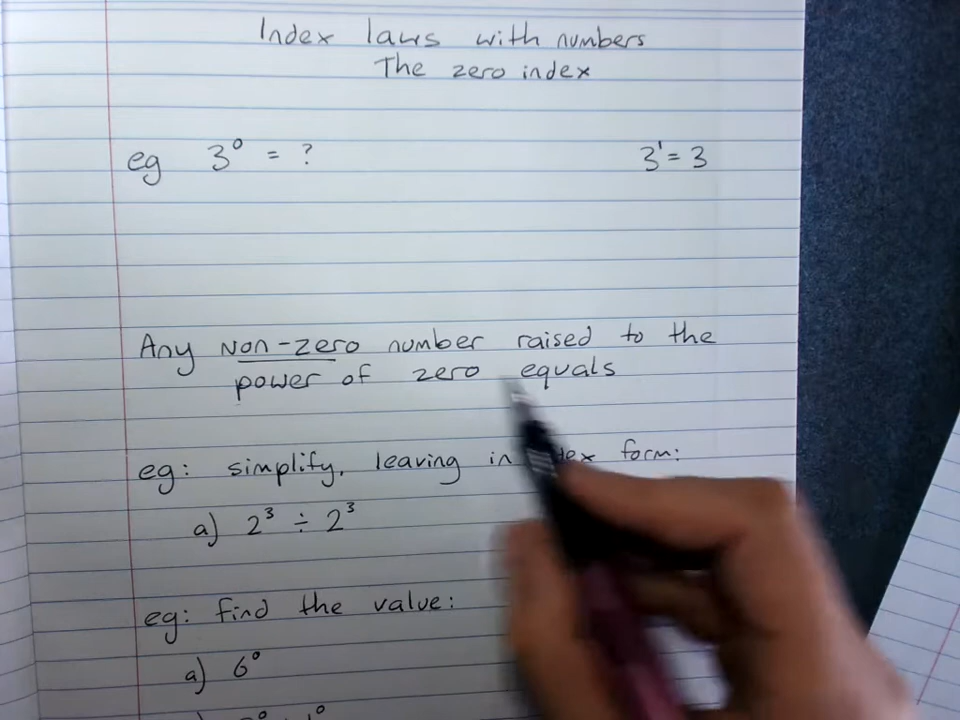 Index laws with numbers
The zero index
eg 3⁰ = ? 3¹ = 3
Any non-zero number raised to the
power of zero equals
eg: simplify, leaving in index form:
a) 2³ ÷ 2³
eg: find the value:
a) 6⁰